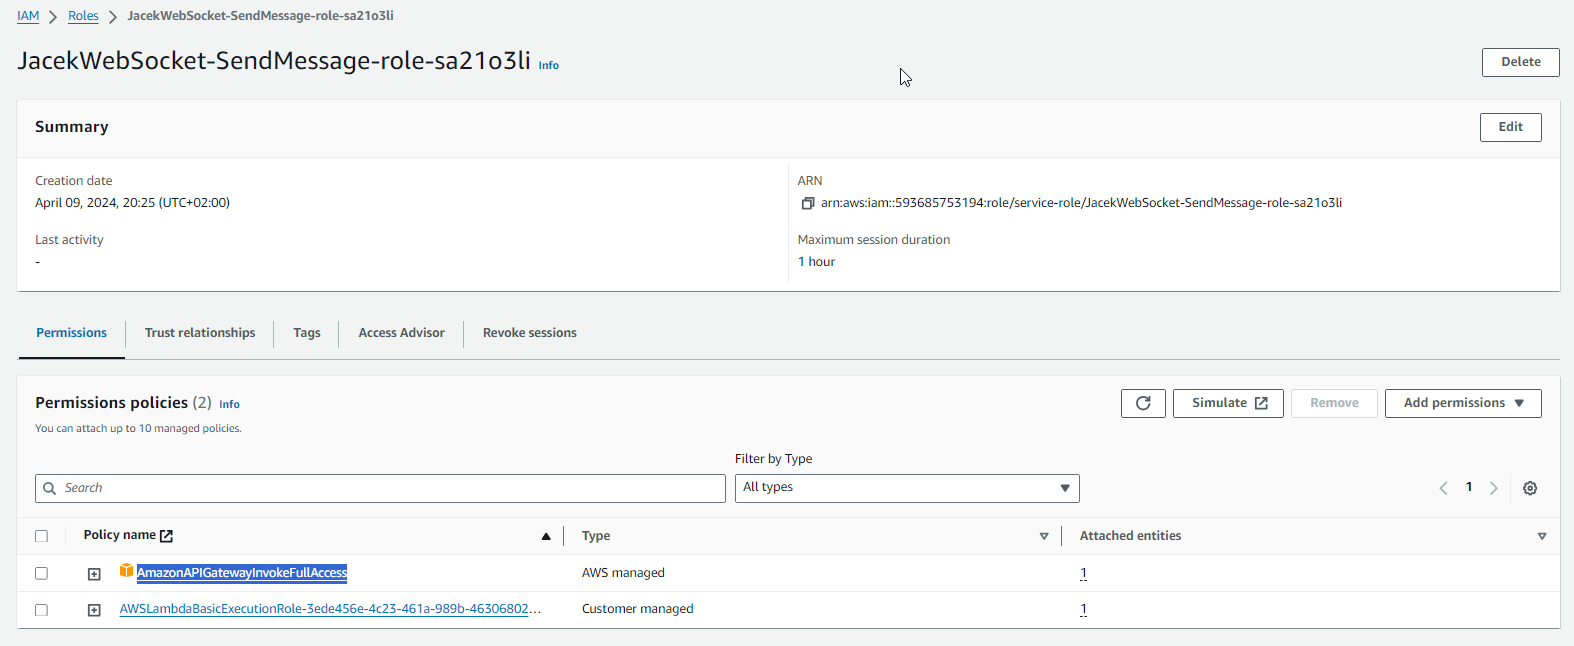 IAM > Roles > JacekWebSocket-SendMessage-role-sa21o3li
JacekWebSocket-SendMessage-role-sa21o3li Info
Delete
Summary
Edit
Creation date
April 09, 2024, 20:25 (UTC+02:00)
ARN
arn:aws:iam::593685753194:role/service-role/JacekWebSocket-SendMessage-role-sa21o3li
Last activity
-
Maximum session duration
1 hour
Permissions
Trust relationships
Tags
Access Advisor
Revoke sessions
Permissions policies (2) Info
You can attach up to 10 managed policies.
Simulate
Remove
Add permissions
Filter by Type
Search
All types
1
Policy name
Type
Attached entities
AmazonAPIGatewayInvokeFullAccess
AWS managed
1
AWSLambdaBasicExecutionRole-3ede456e-4c23-461a-989b-46306802...
Customer managed
1